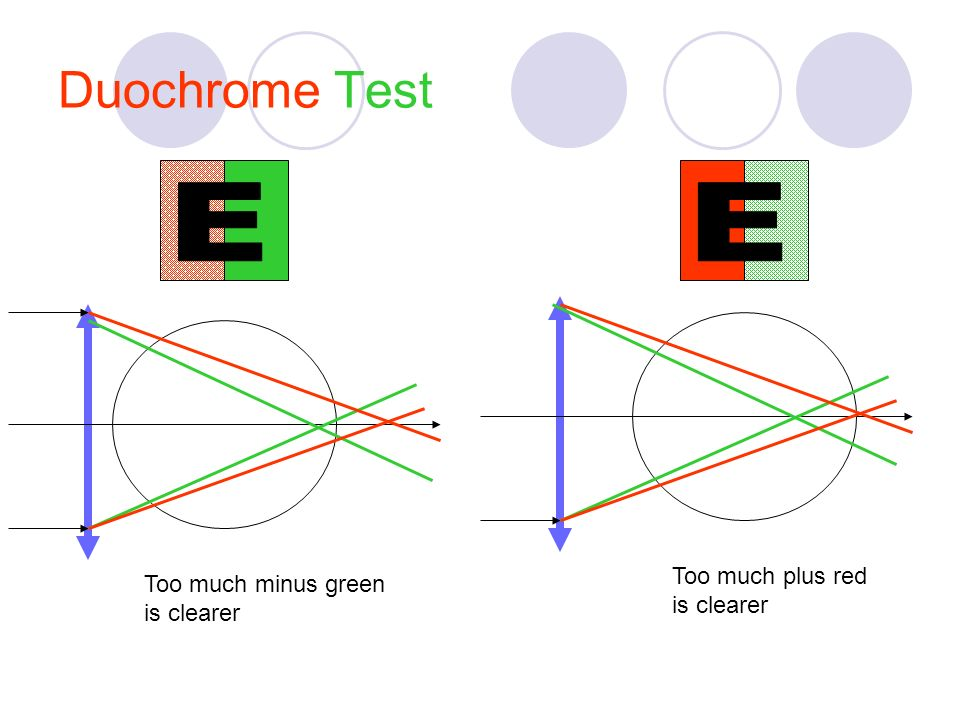 Duochrome Test
E
E
Too much minus green
is clearer
Too much plus red
is clearer